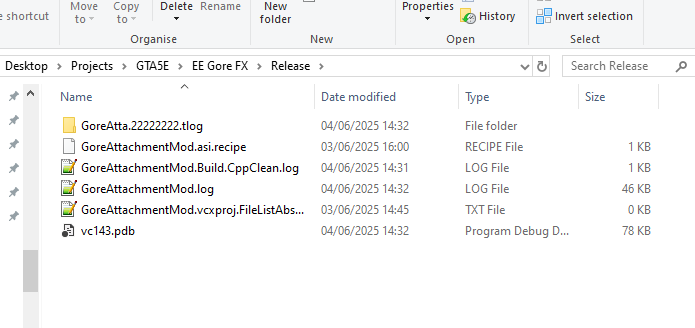 e shortcut
Move to
Copy to
Delete
Rename
New folder
Properties
History
Invert selection
New
Open
Select
Desktop > Projects > GTA5E > EE Gore FX > Release >
Search Release
Name Date modified Type Size
GoreAtta.22222222.tlog 04/06/2025 14:32 File folder
GoreAttachmentMod.asi.recipe 03/06/2025 16:00 RECIPE File 1 KB
GoreAttachmentMod.Build.CppClean.log 04/06/2025 14:31 LOG File 1 KB
GoreAttachmentMod.log 04/06/2025 14:32 LOG File 46 KB
GoreAttachmentMod.vcxproj.FileListAbs... 03/06/2025 14:45 TXT File 0 KB
vc143.pdb 04/06/2025 14:32 Program Debug D... 78 KB